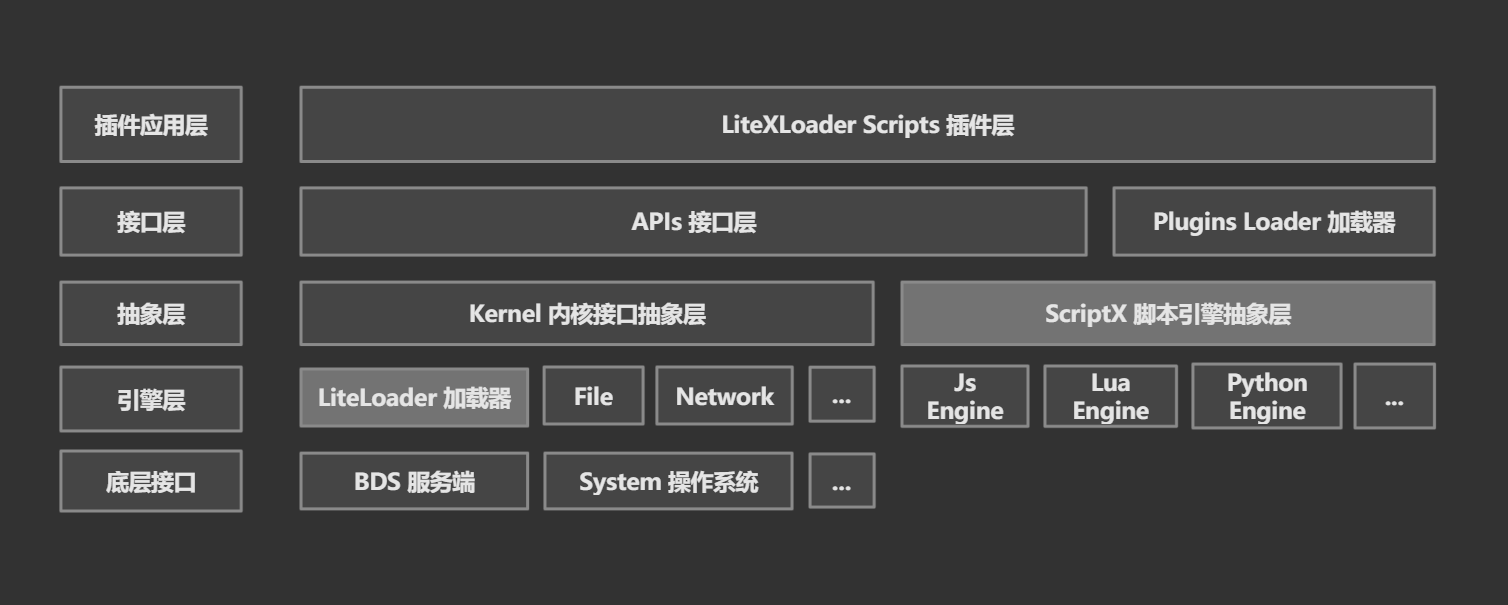 插件应用层
LiteXLoader Scripts 插件层
接口层
APIs 接口层
Plugins Loader 加载器
抽象层
Kernel 内核接口抽象层
ScriptX 脚本引擎抽象层
引擎层
LiteLoader 加载器
File
Network
...
Js
Engine
Lua
Engine
Python
Engine
...
底层接口
BDS 服务端
System 操作系统
...